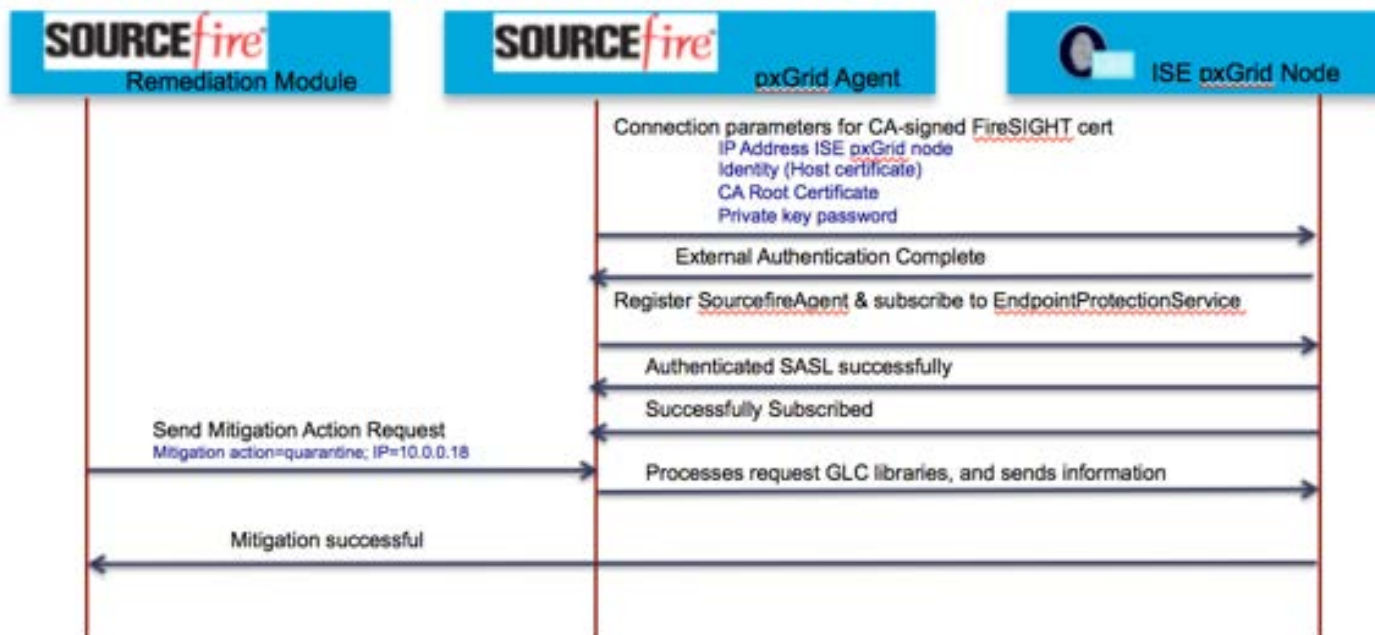 SOURCEfire
Remediation Module
SOURCEfire
pxGrid Agent
ISE pxGrid Node
Connection parameters for CA-signed FireSIGHT cert
IP Address ISE pxGrid node
Identity (Host certificate)
CA Root Certificate
Private key password
External Authentication Complete
Register SourcefireAgent & subscribe to EndpointProtectionService
Authenticated SASL successfully
Successfully Subscribed
Send Mitigation Action Request
Mitigation action=quarantine; IP=10.0.0.18
Processes request GLC libraries, and sends information
Mitigation successful